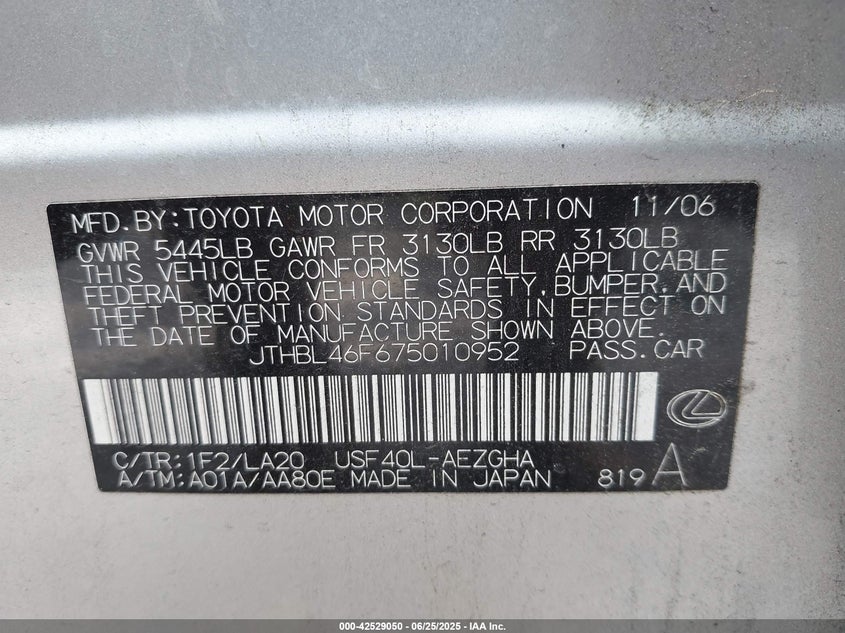 MFD.BY:TOYOTA MOTOR CORPORATION 11/06
GVWR 5445LB GAWR FR 3130LB RR 3130LB
THIS VEHICLE CONFORMS TO ALL APPLICABLE
FEDERAL MOTOR VEHICLE SAFETY,BUMPER,AND
THEFT PREVENTION STANDARDS IN EFFECT ON
THE DATE OF MANUFACTURE SHOWN ABOVE.
JTHBL46F675010952 PASS.CAR
C/TR:1F2/LA20 USF40L-AEZGHA
A/TM:A01A/AA80E MADE IN JAPAN 819A
000-42529050 - 06/25/2025 - IAA Inc.